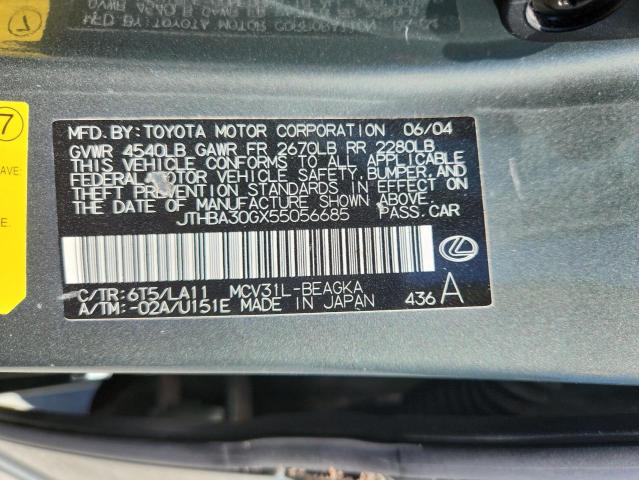 MFD. BY: TOYOTA MOTOR CORPORATION 06/04
GVWR 4540LB GAWR FR 2670LB RR 2280LB
THIS VEHICLE CONFORMS TO ALL APPLICABLE
FEDERAL MOTOR VEHICLE SAFETY, BUMPER, AND
THEFT PREVENTION STANDARDS IN EFFECT ON
THE DATE OF MANUFACTURE SHOWN ABOVE.
JTHBA30GX55056685 PASS. CAR
C/TR: 6T5/LA11 MCV31L-BEAGKA
A/TM: -02A/U151E MADE IN JAPAN 436 A
7
AVE: